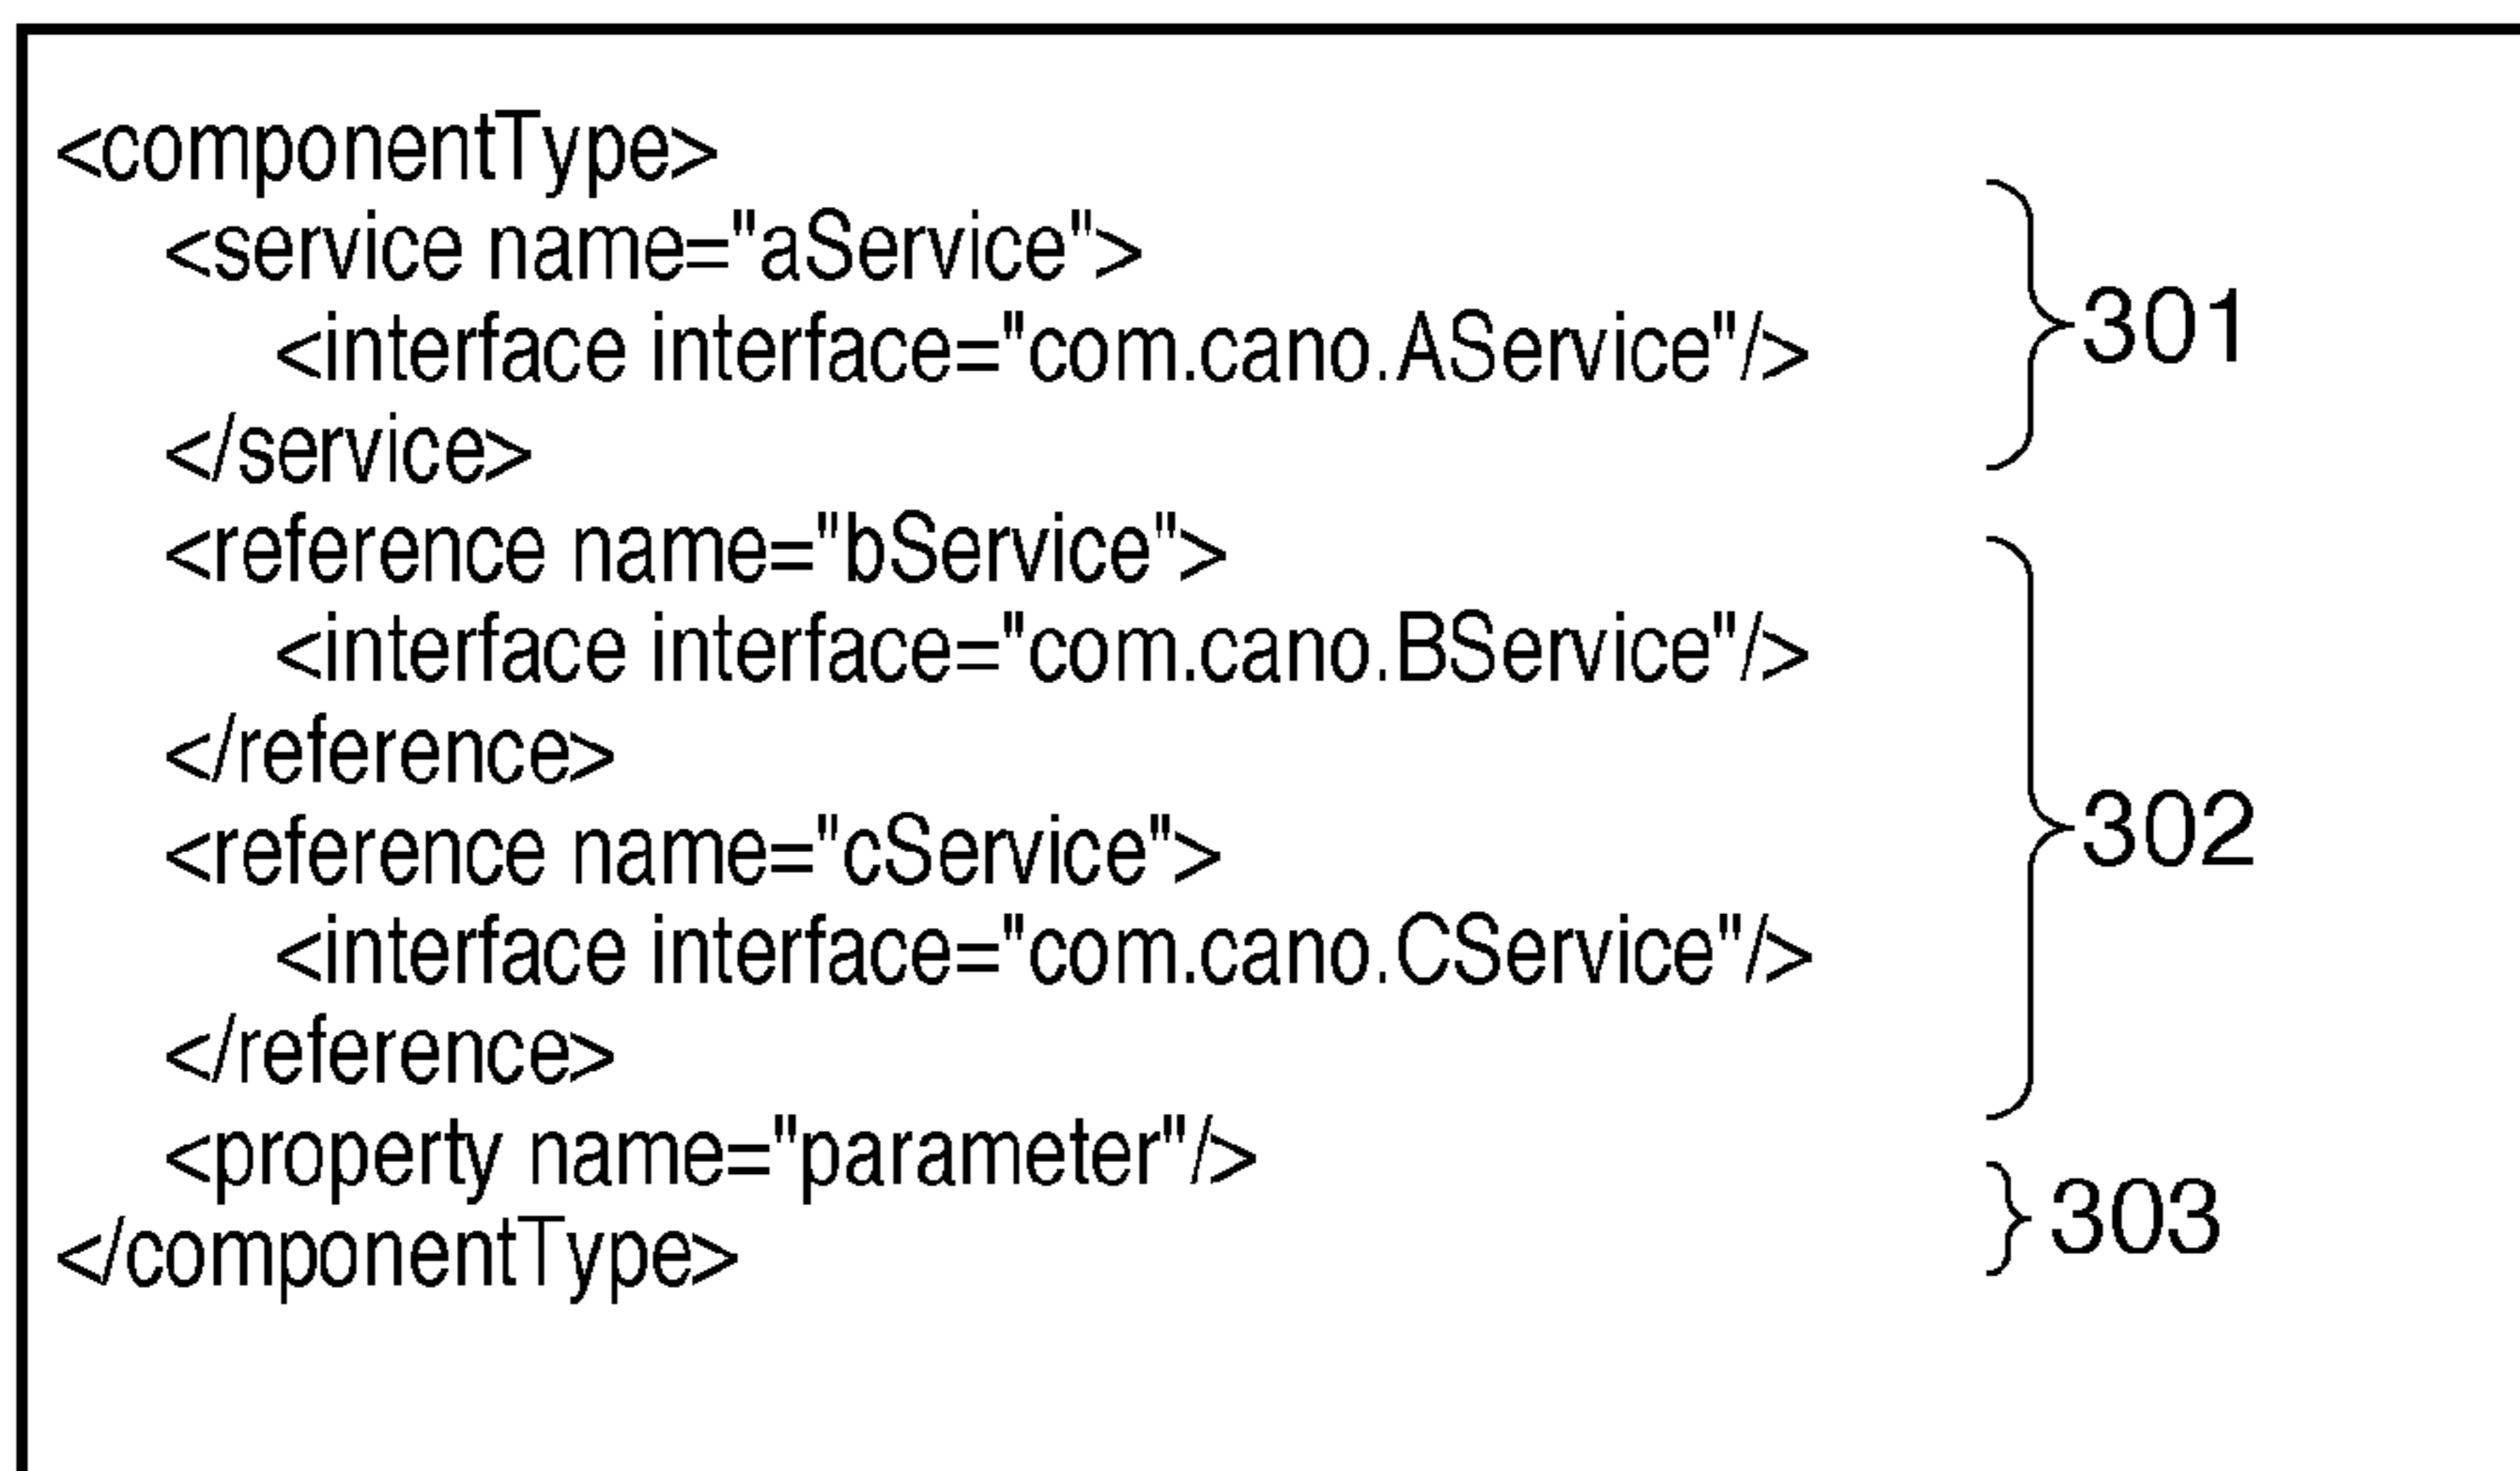 <componentType>
<service name="aService">
<interface interface="com.cano.AService"/>
</service>
301
<reference name="bService">
<interface interface="com.cano.BService"/>
</reference>
<reference name="cService">
<interface interface="com.cano.CService"/>
</reference>
302
<property name="parameter"/>
303
</componentType>